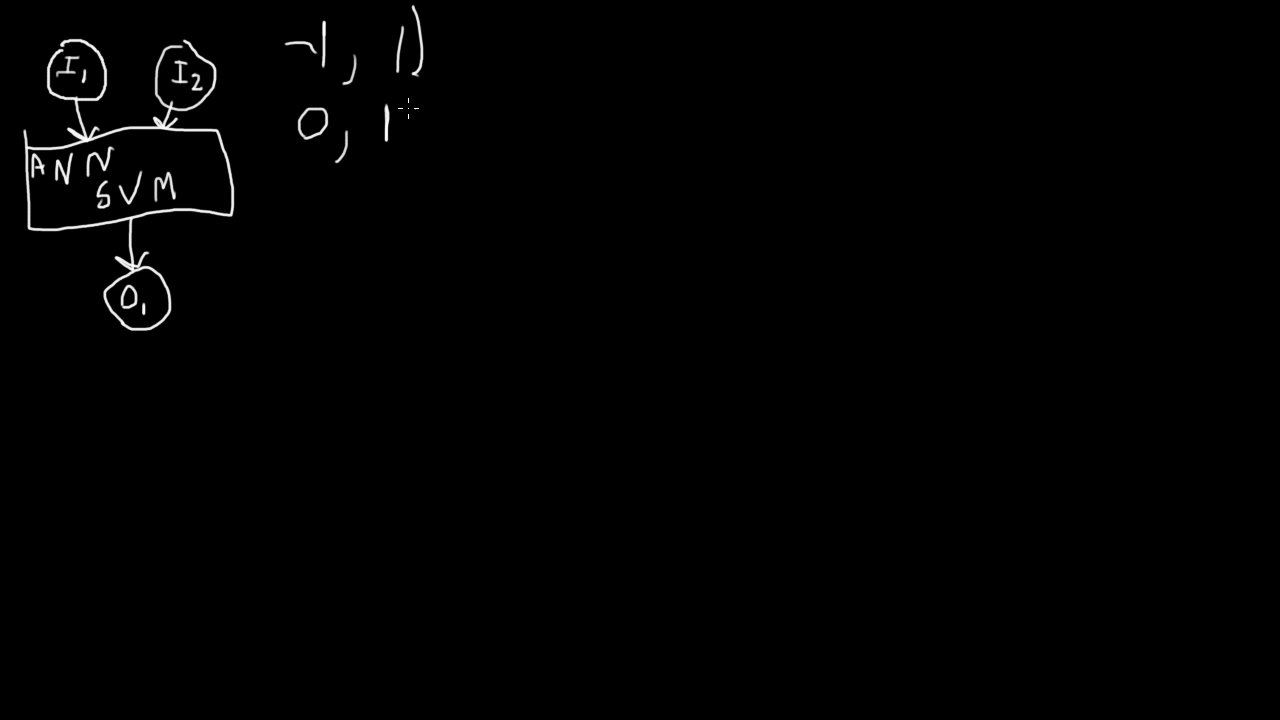 I1 I2
-1, 1)
0, 1
ANN
SVM
O1